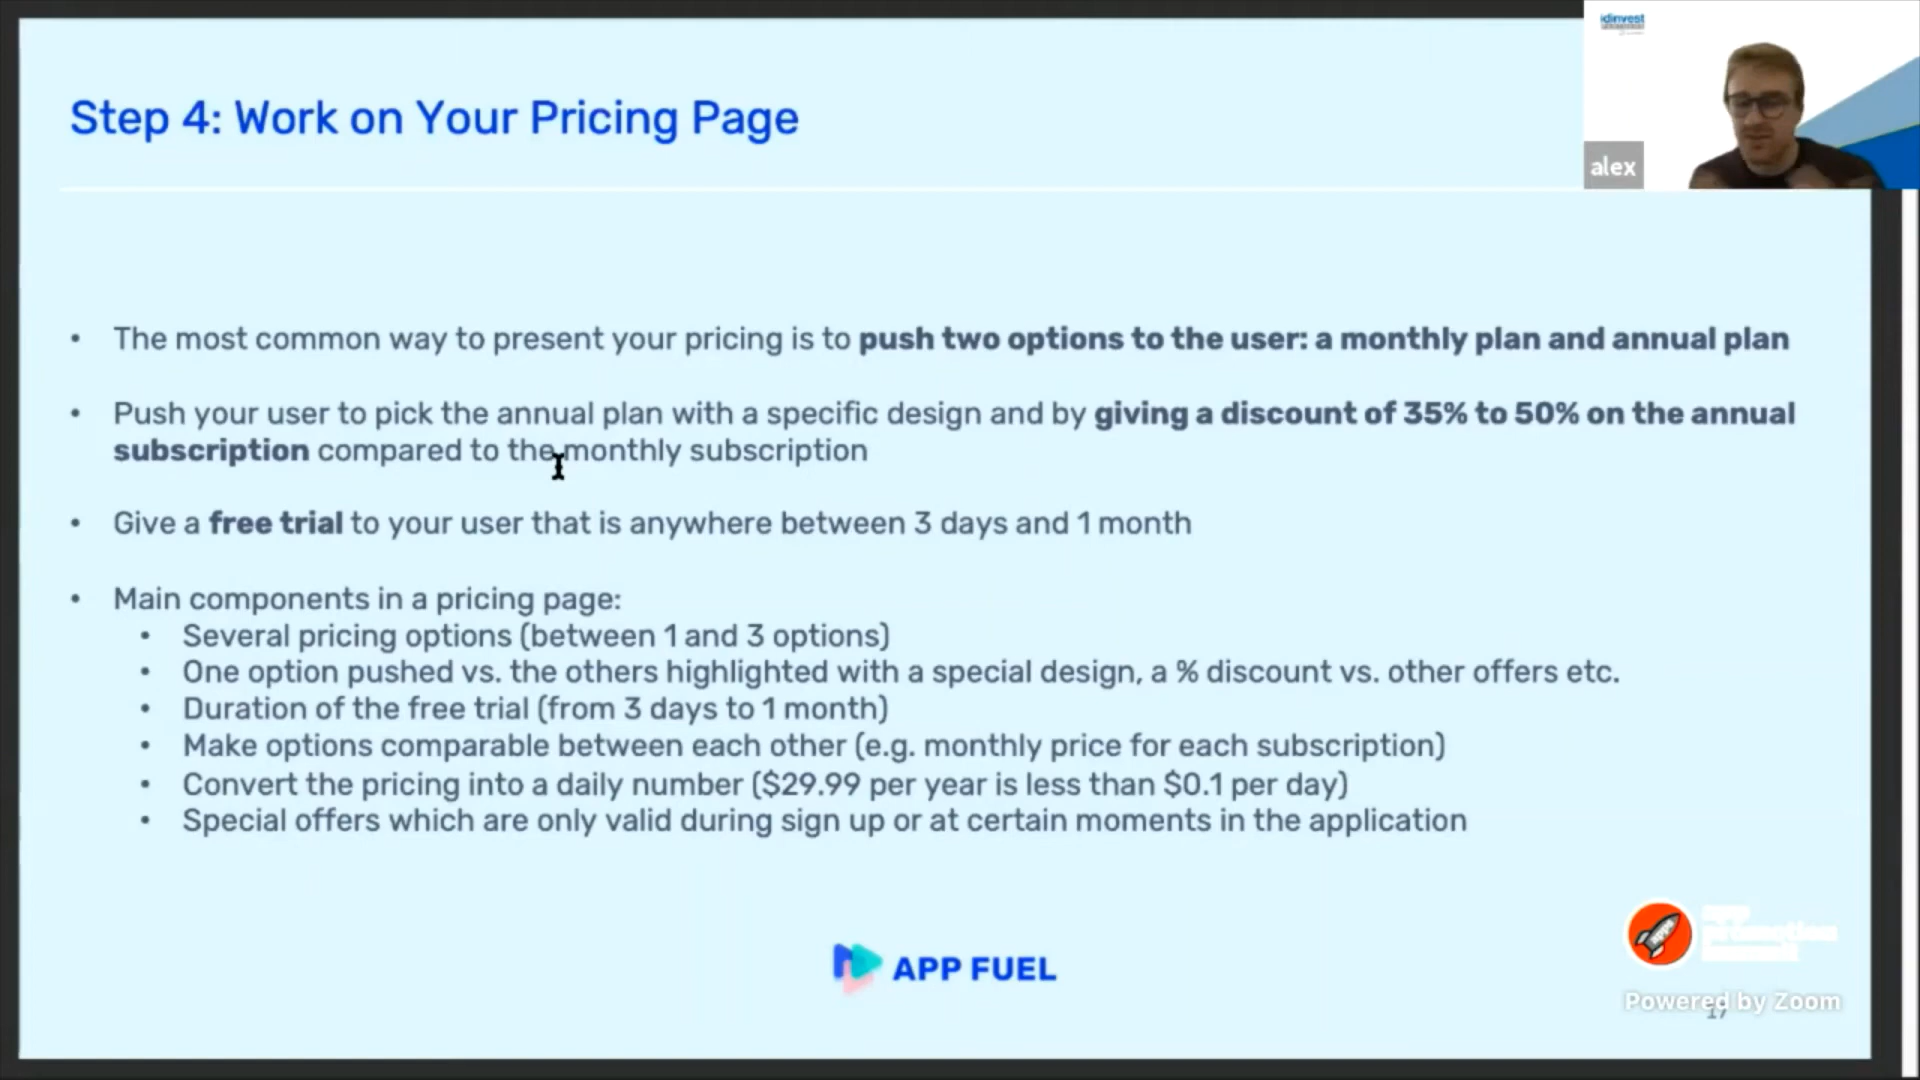 idinvest
alex
Step 4: Work on Your Pricing Page
• The most common way to present your pricing is to push two options to the user: a monthly plan and annual plan
• Push your user to pick the annual plan with a specific design and by giving a discount of 35% to 50% on the annual
subscription compared to the monthly subscription
• Give a free trial to your user that is anywhere between 3 days and 1 month
• Main components in a pricing page:
• Several pricing options (between 1 and 3 options)
• One option pushed vs. the others highlighted with a special design, a % discount vs. other offers etc.
• Duration of the free trial (from 3 days to 1 month)
• Make options comparable between each other (e.g. monthly price for each subscription)
• Convert the pricing into a daily number ($29.99 per year is less than $0.1 per day)
• Special offers which are only valid during sign up or at certain moments in the application
APP FUEL
apps
app
promotion
summit
Powered by Zoom
17